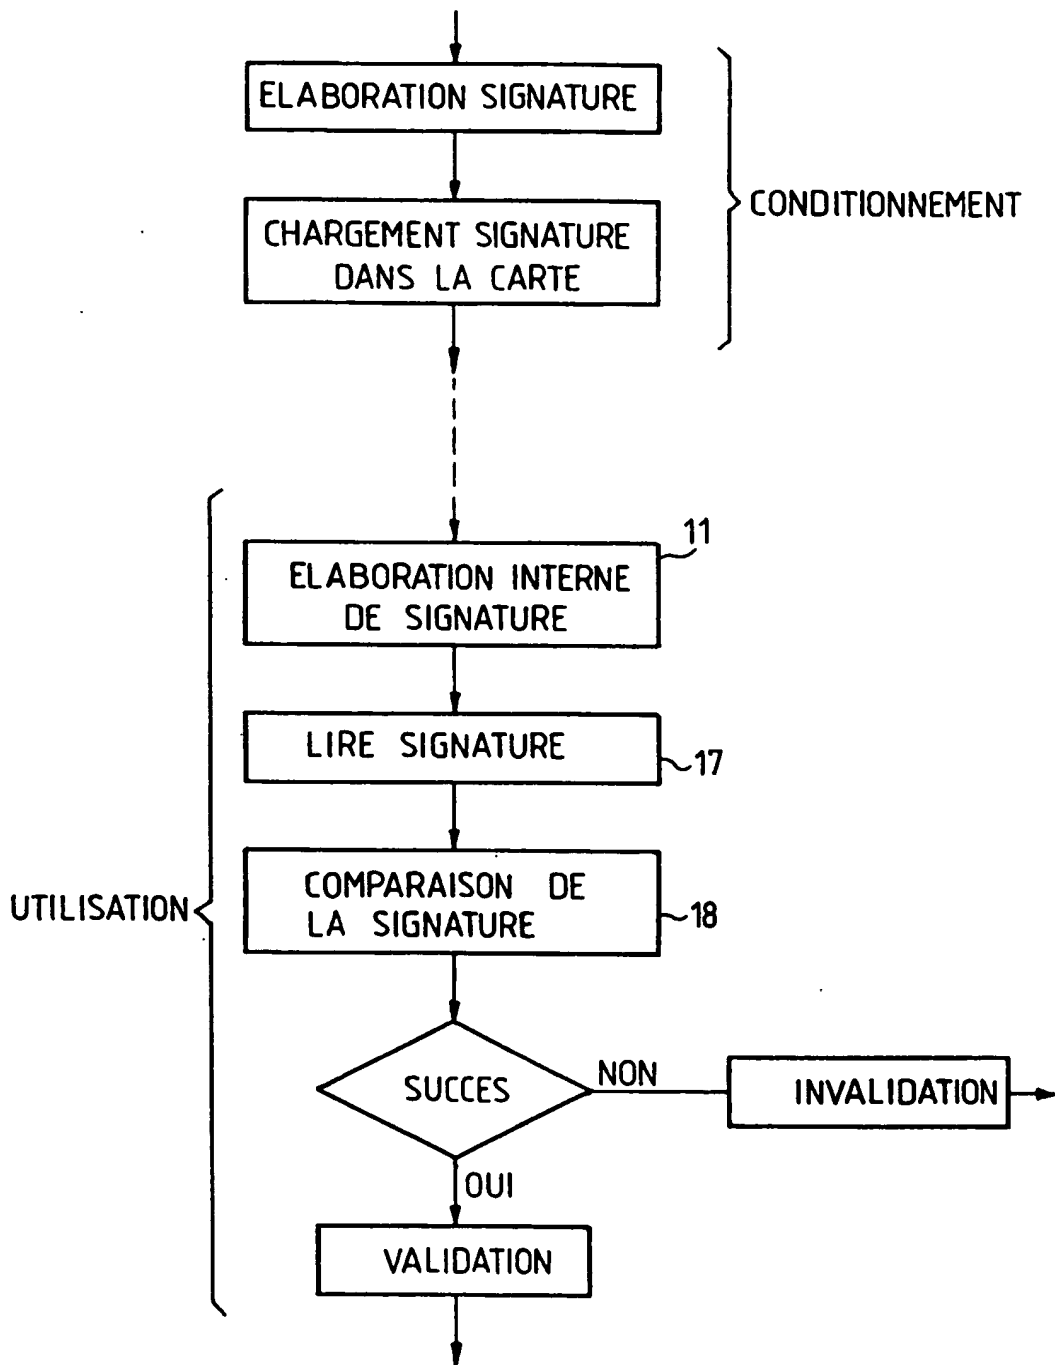 ELABORATION SIGNATURE
CHARGEMENT SIGNATURE
DANS LA CARTE
CONDITIONNEMENT
11
ELABORATION INTERNE
DE SIGNATURE
LIRE SIGNATURE
17
COMPARAISON DE
LA SIGNATURE
18
UTILISATION
SUCCES
NON
INVALIDATION
OUI
VALIDATION